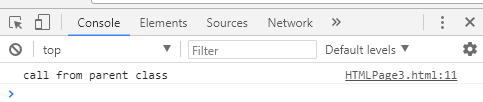 Console Elements Sources Network »
top Filter Default levels
call from parent class HTMLPage3.html:11